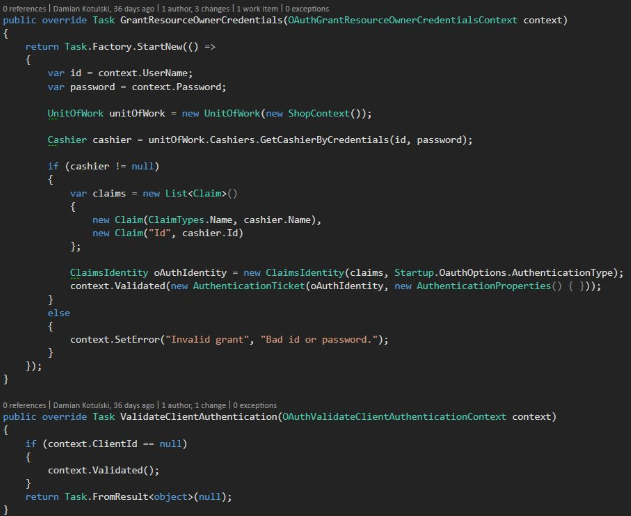 0 references | Damian Kotulski, 36 days ago | 1 author, 3 changes | 1 work item | 0 exceptions
public override Task GrantResourceOwnerCredentials(OAuthGrantResourceOwnerCredentialsContext context)
{
    return Task.Factory.StartNew(() =>
    {
        var id = context.UserName;
        var password = context.Password;

        UnitOfWork unitOfWork = new UnitOfWork(new ShopContext());

        Cashier cashier = unitOfWork.Cashiers.GetCashierByCredentials(id, password);

        if (cashier != null)
        {
            var claims = new List<Claim>()
            {
                new Claim(ClaimTypes.Name, cashier.Name),
                new Claim("Id", cashier.Id)
            };

            ClaimsIdentity oAuthIdentity = new ClaimsIdentity(claims, Startup.OauthOptions.AuthenticationType);
            context.Validated(new AuthenticationTicket(oAuthIdentity, new AuthenticationProperties() { }));
        }
        else
        {
            context.SetError("Invalid grant", "Bad id or password.");
        }
    });
}

0 references | Damian Kotulski, 36 days ago | 1 author, 1 change | 0 exceptions
public override Task ValidateClientAuthentication(OAuthValidateClientAuthenticationContext context)
{
    if (context.ClientId == null)
    {
        context.Validated();
    }
    return Task.FromResult<object>(null);
}